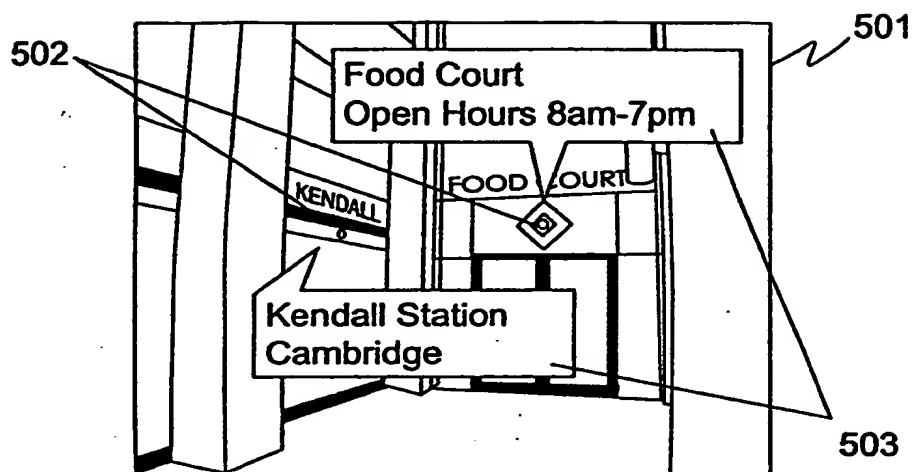 501
502
Food Court
Open Hours 8am-7pm
FOOD COURT
KENDALL
Kendall Station
Cambridge
503